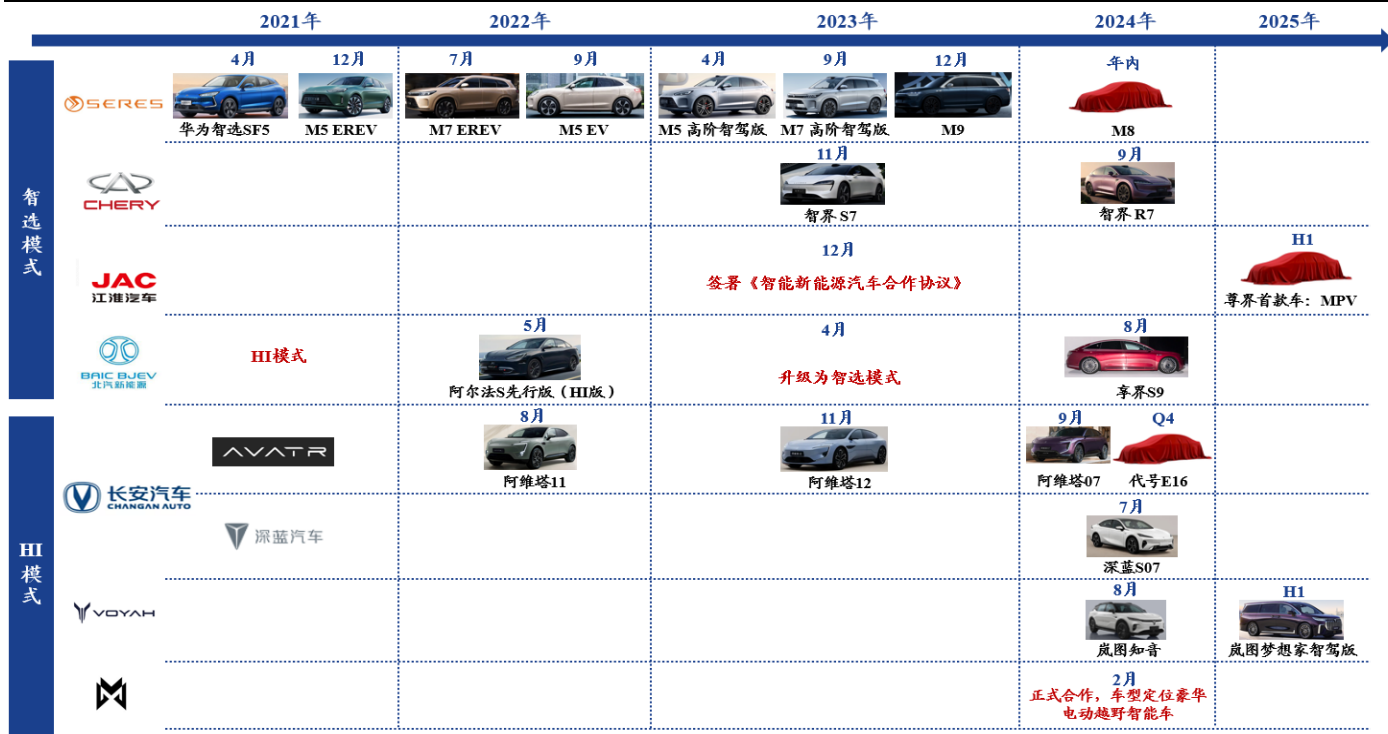 2021年 2022年 2023年 2024年 2025年
智选模式
SERES
4月 12月 7月 9月 4月 9月 12月 年内
华为智选SF5 M5 EREV M7 EREV M5 EV M5 高阶智驾版 M7 高阶智驾版 M9 M8
CHERY
11月 9月
智界 S7 智界 R7
JAC
江淮汽车
12月 H1
签署《智能新能源汽车合作协议》
尊界首款车：MPV
BAIC BJEV
北汽新能源
HI模式
5月 4月 8月
阿尔法S先行版（HI版） 升级为智选模式 享界S9
HI模式
长安汽车
CHANGAN AUTO
AVATR
8月 11月 9月 Q4
阿维塔11 阿维塔12 阿维塔07 代号E16
深蓝汽车
7月
深蓝S07
VOYAH
8月 H1
岚图知音 岚图梦想家智驾版
2月
正式合作，车型定位豪华
电动越野智能车